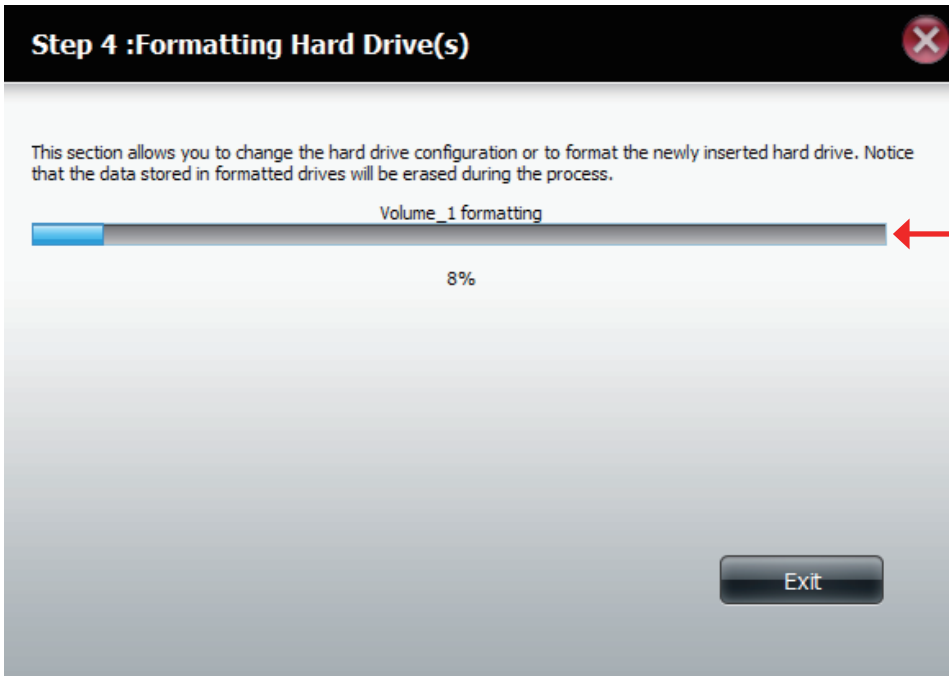 Step 4 :Formatting Hard Drive(s)
This section allows you to change the hard drive configuration or to format the newly inserted hard drive. Notice
that the data stored in formatted drives will be erased during the process.
Volume_1 formatting
8%
Exit